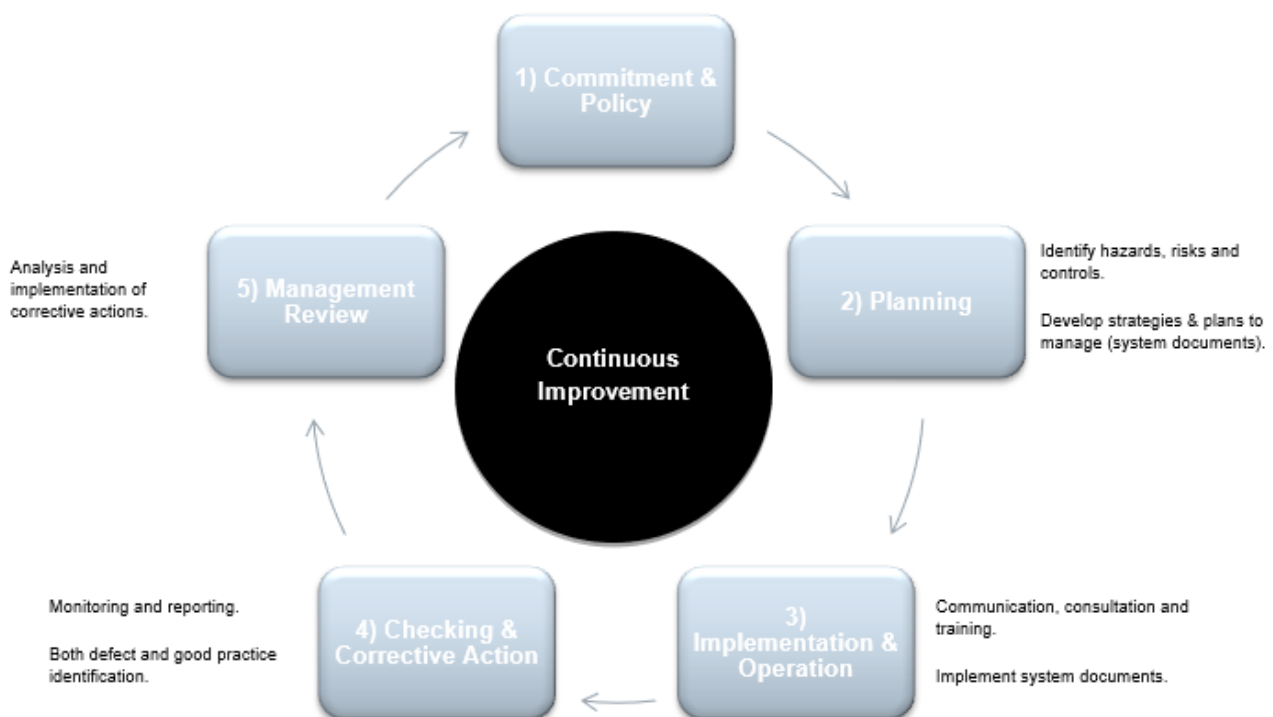 1) Commitment &
Policy
Identify hazards, risks and
controls.
Develop strategies & plans to
manage (system documents).
2) Planning
Analysis and
implementation of
corrective actions.
5) Management
Review
Continuous
Improvement
Monitoring and reporting.
Both defect and good practice
identification.
4) Checking &
Corrective Action
3)
Implementation &
Operation
Communication, consultation and
training.
Implement system documents.